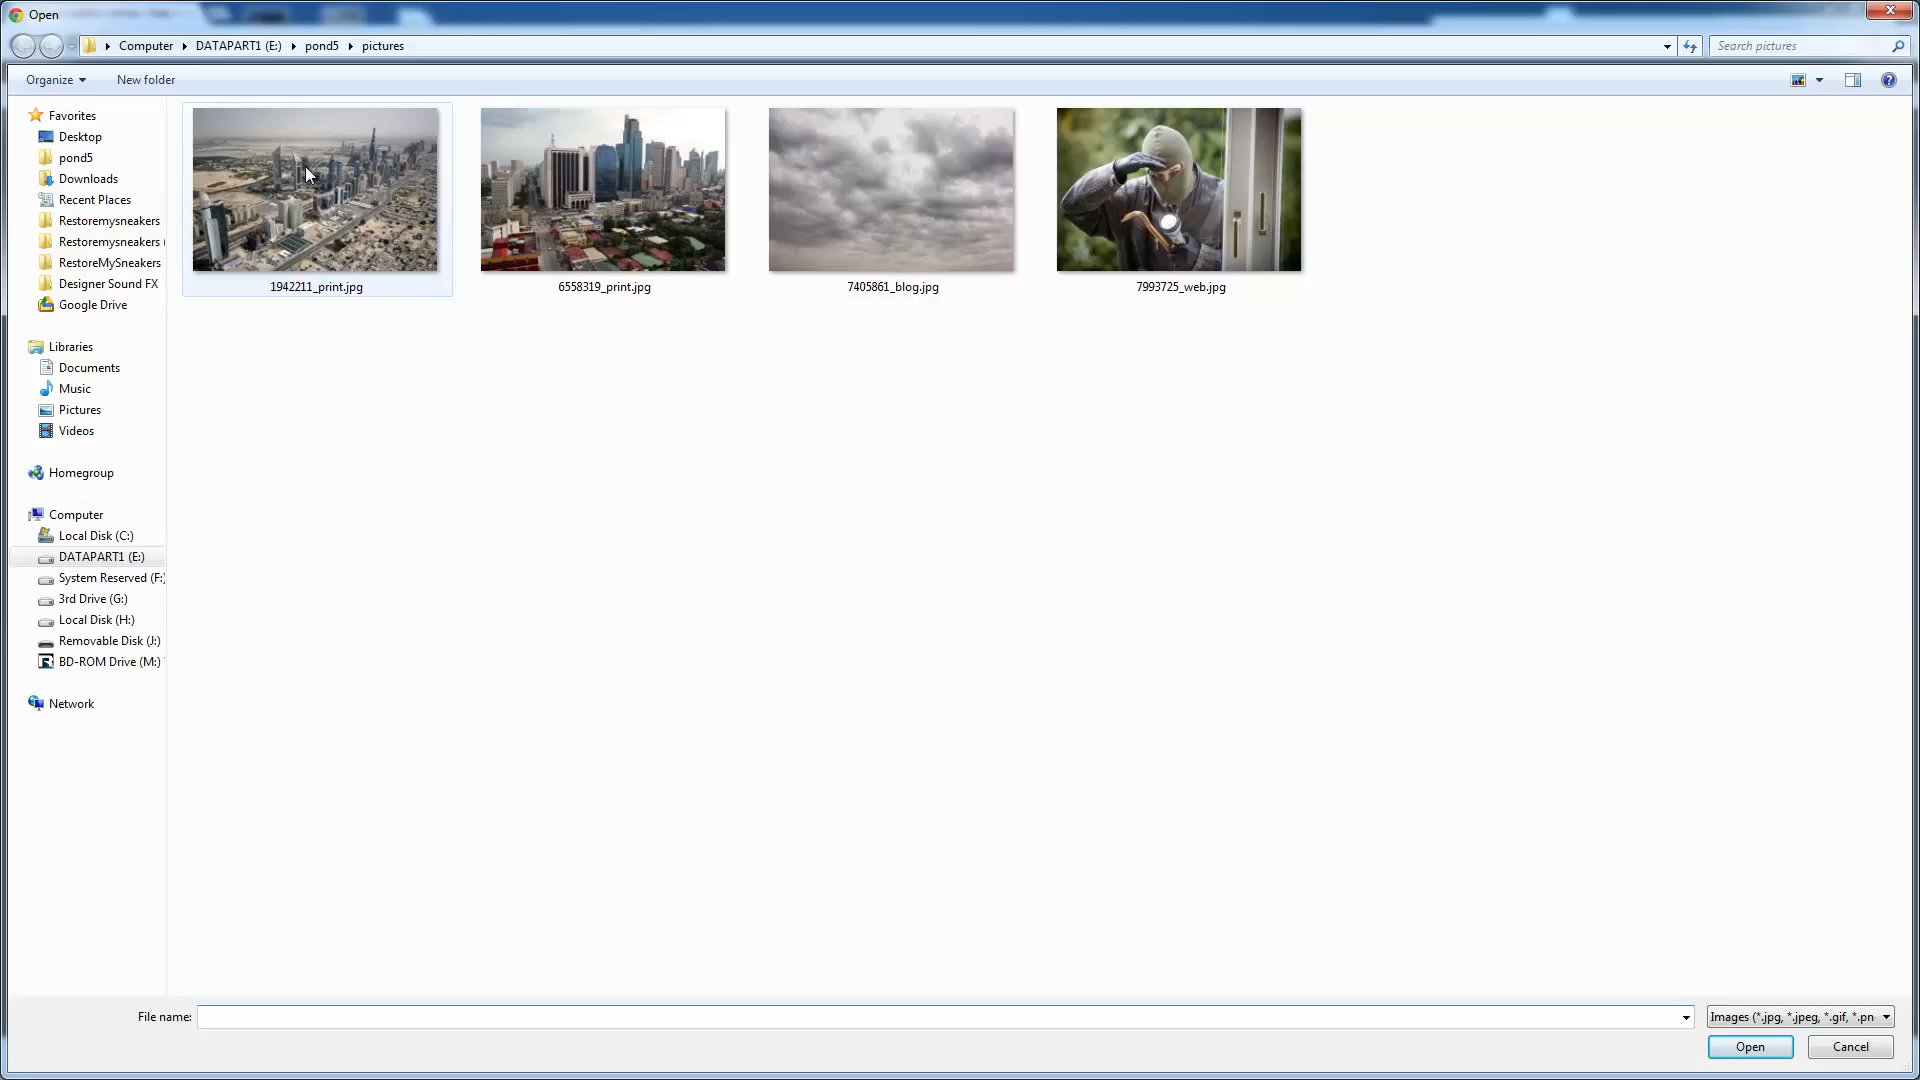 Open
Computer DATAPART1 (E:) pond5 pictures
Search pictures
Organize New folder
Favorites
Desktop
pond5
Downloads
Recent Places
Restoremysneakers
Restoremysneakers (
RestoreMySneakers
Designer Sound FX
Google Drive
Libraries
Documents
Music
Pictures
Videos
Homegroup
Computer
Local Disk (C:)
DATAPART1 (E:)
System Reserved (F:)
3rd Drive (G:)
Local Disk (H:)
Removable Disk (J:)
BD-ROM Drive (M:)
Network
1942211_print.jpg
6558319_print.jpg
7405861_blog.jpg
7993725_web.jpg
File name:
Images (*.jpg, *.jpeg, *.gif, *.pn
Open
Cancel